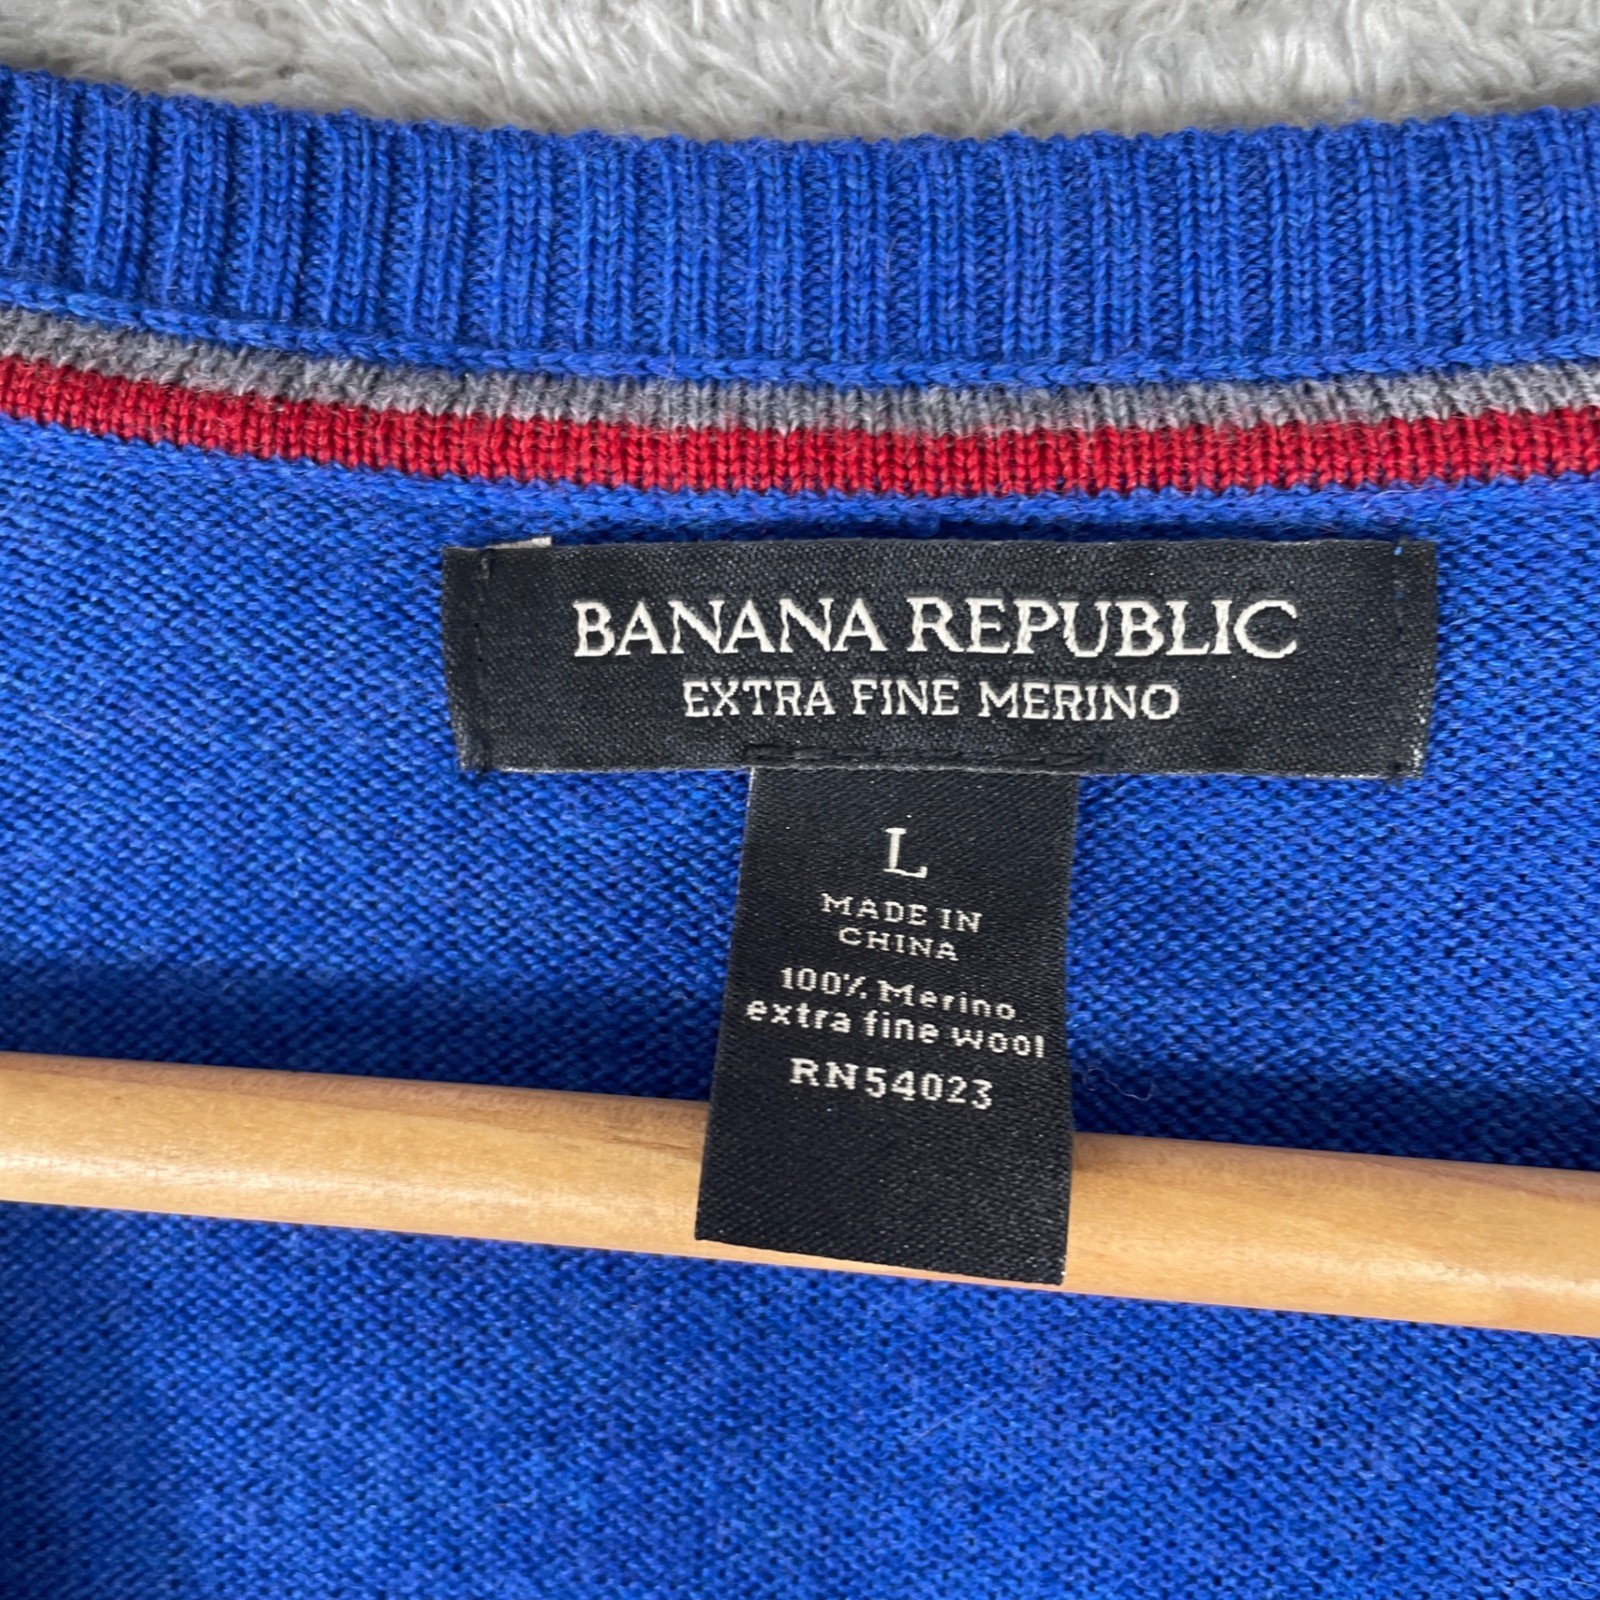 BANANA REPUBLIC
EXTRA FINE MERINO
L
MADE IN
CHINA
100% Merino
extra fine wool
RN54023